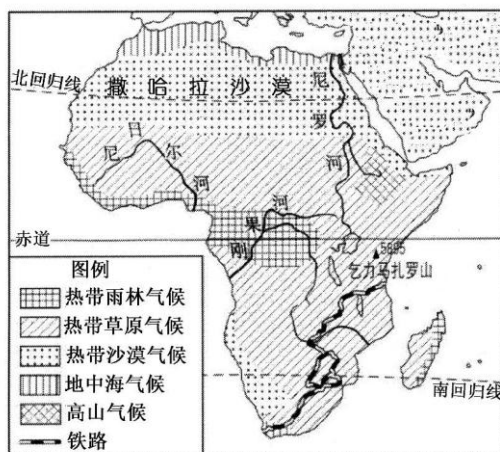 北回归线
撒哈拉沙漠
尼罗河
尼日尔河
刚果河
赤道
5895
乞力马扎罗山
南回归线
图例
热带雨林气候
热带草原气候
热带沙漠气候
地中海气候
高山气候
铁路